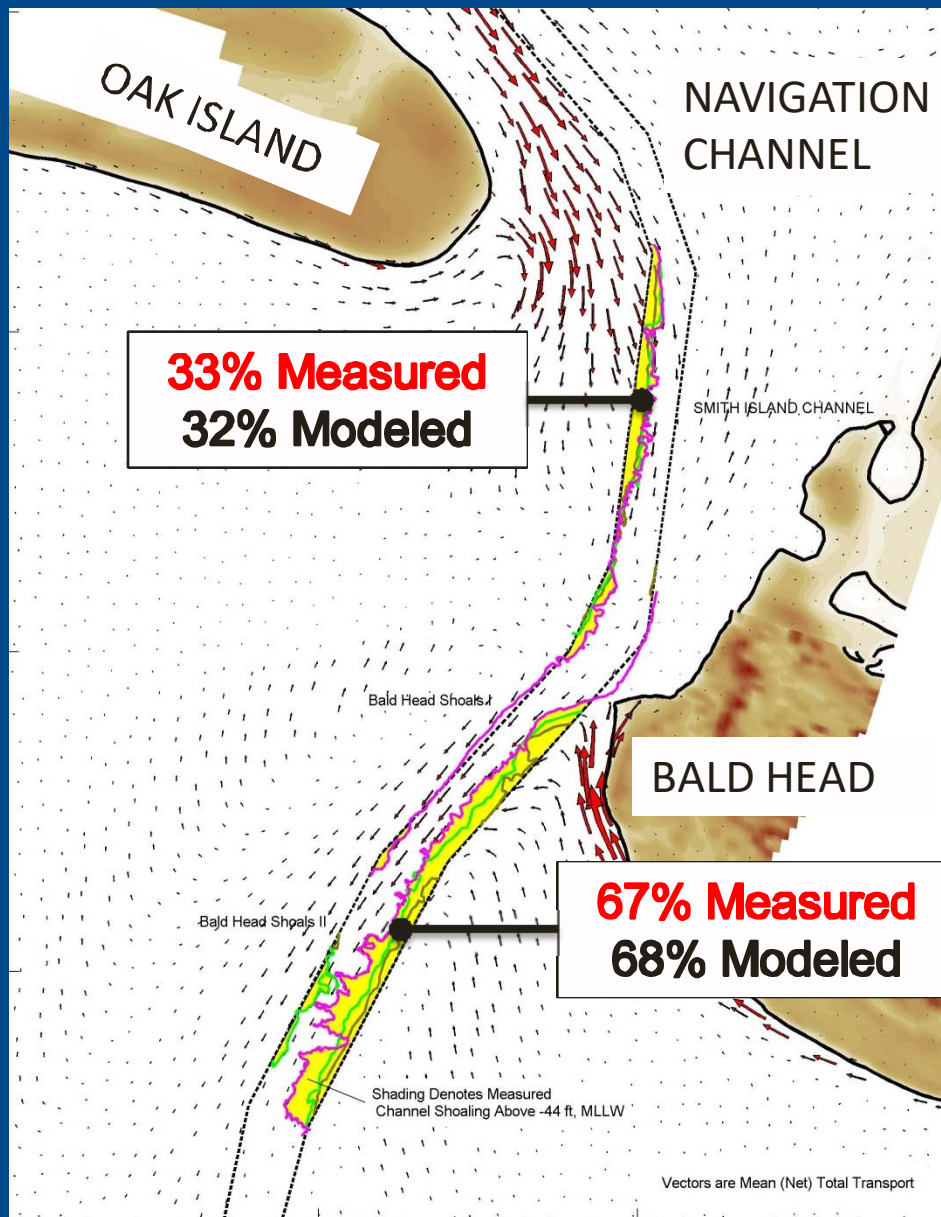 OAK ISLAND
NAVIGATION
CHANNEL
33% Measured
32% Modeled
SMITH ISLAND CHANNEL
Bald Head Shoals I
BALD HEAD
67% Measured
68% Modeled
Bald Head Shoals II
Shading Denotes Measured
Channel Shoaling Above -44 ft, MLLW
Vectors are Mean (Net) Total Transport